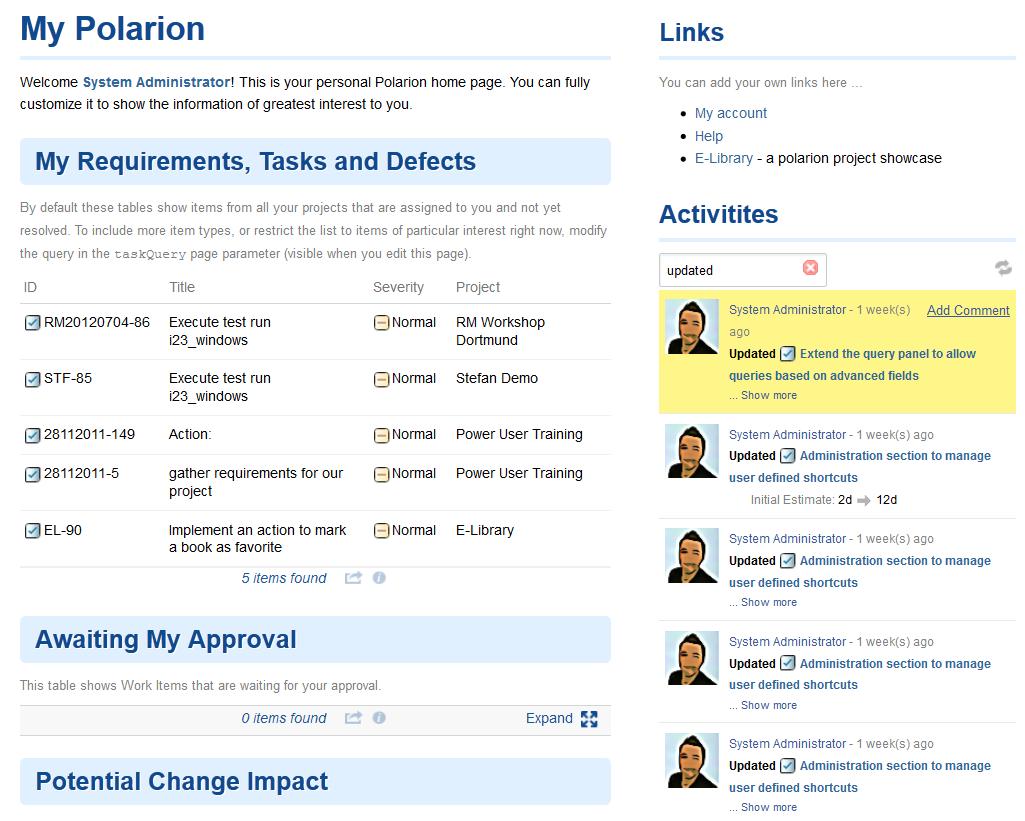 My Polarion
Welcome System Administrator! This is your personal Polarion home page. You can fully
customize it to show the information of greatest interest to you.
My Requirements, Tasks and Defects
By default these tables show items from all your projects that are assigned to you and not yet
resolved. To include more item types, or restrict the list to items of particular interest right now, modify
the query in the taskQuery page parameter (visible when you edit this page).
ID Title Severity Project
RM20120704-86 Execute test run Normal RM Workshop
i23_windows Dortmund
STF-85 Execute test run Normal Stefan Demo
i23_windows
28112011-149 Action: Normal Power User Training
28112011-5 gather requirements for our Normal Power User Training
project
EL-90 Implement an action to mark Normal E-Library
a book as favorite
5 items found
Awaiting My Approval
This table shows Work Items that are waiting for your approval.
0 items found Expand
Potential Change Impact
Links
You can add your own links here ...
• My account
• Help
• E-Library - a polarion project showcase
Activitites
updated
System Administrator - 1 week(s) Add Comment
ago
Updated Extend the query panel to allow
queries based on advanced fields
... Show more
System Administrator - 1 week(s) ago
Updated Administration section to manage
user defined shortcuts
Initial Estimate: 2d 12d
System Administrator - 1 week(s) ago
Updated Administration section to manage
user defined shortcuts
... Show more
System Administrator - 1 week(s) ago
Updated Administration section to manage
user defined shortcuts
... Show more
System Administrator - 1 week(s) ago
Updated Administration section to manage
user defined shortcuts
... Show more